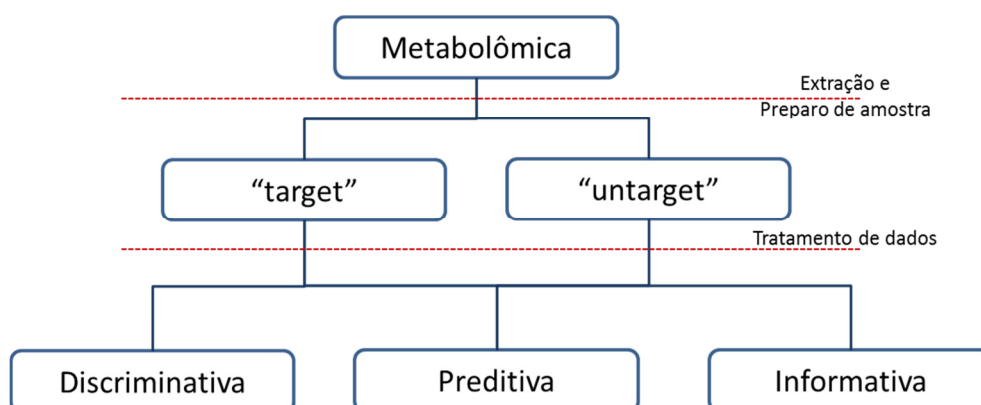 Metabolômica
Extração e
Preparo de amostra
“target”
“untarget”
Tratamento de dados
Discriminativa
Preditiva
Informativa